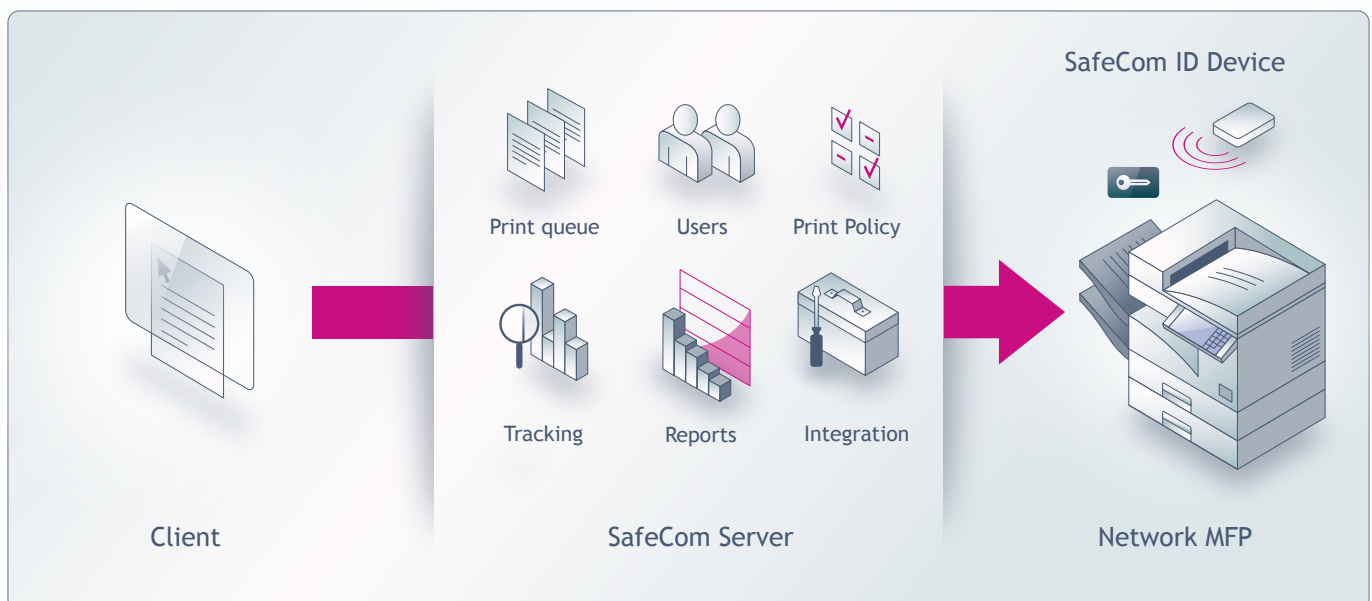 SafeCom ID Device
Print queue
Users
Print Policy
Tracking
Reports
Integration
Client
SafeCom Server
Network MFP